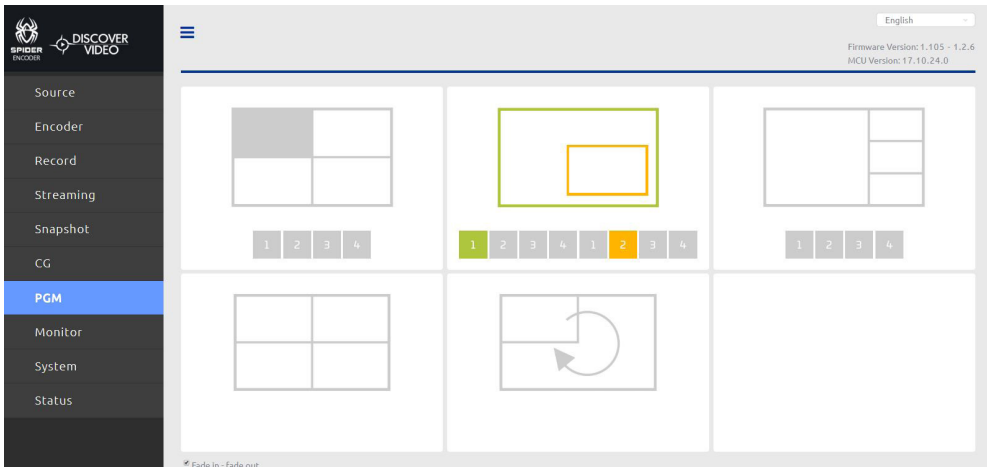 SPIDER
ENCODER
DISCOVER
VIDEO
English
Firmware Version: 1.105 - 1.2.6
MCU Version: 17.10.24.0
Source
Encoder
Record
Streaming
Snapshot
CG
PGM
Monitor
System
Status
1 2 3 4
1 2 3 4 1 2 3 4
1 2 3 4
Fade in - fade out